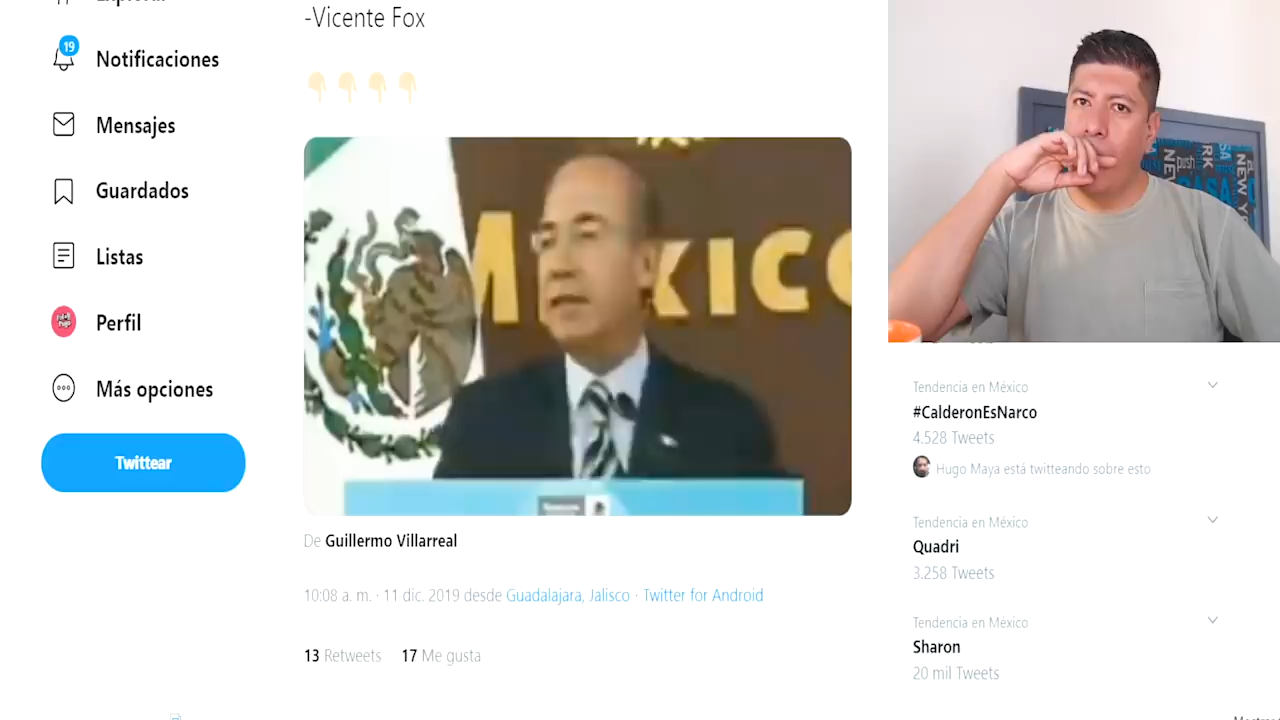 -Vicente Fox
19
Notificaciones
Mensajes
Guardados
Listas
Perfil
Más opciones
Twittear
MéxICO
De Guillermo Villarreal
10:08 a. m. · 11 dic. 2019 desde Guadalajara, Jalisco · Twitter for Android
13 Retweets 17 Me gusta
push
NEW
Tendencia en México
#CalderonEsNarco
4.528 Tweets
Hugo Maya está twitteando sobre esto
Tendencia en México
Quadri
3.258 Tweets
Tendencia en México
Sharon
20 mil Tweets